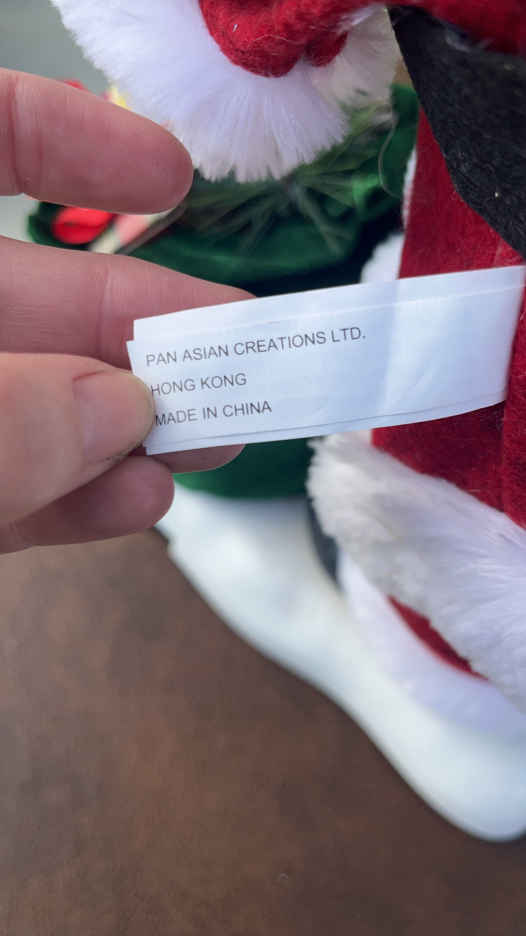 PAN ASIAN CREATIONS LTD.
HONG KONG
MADE IN CHINA